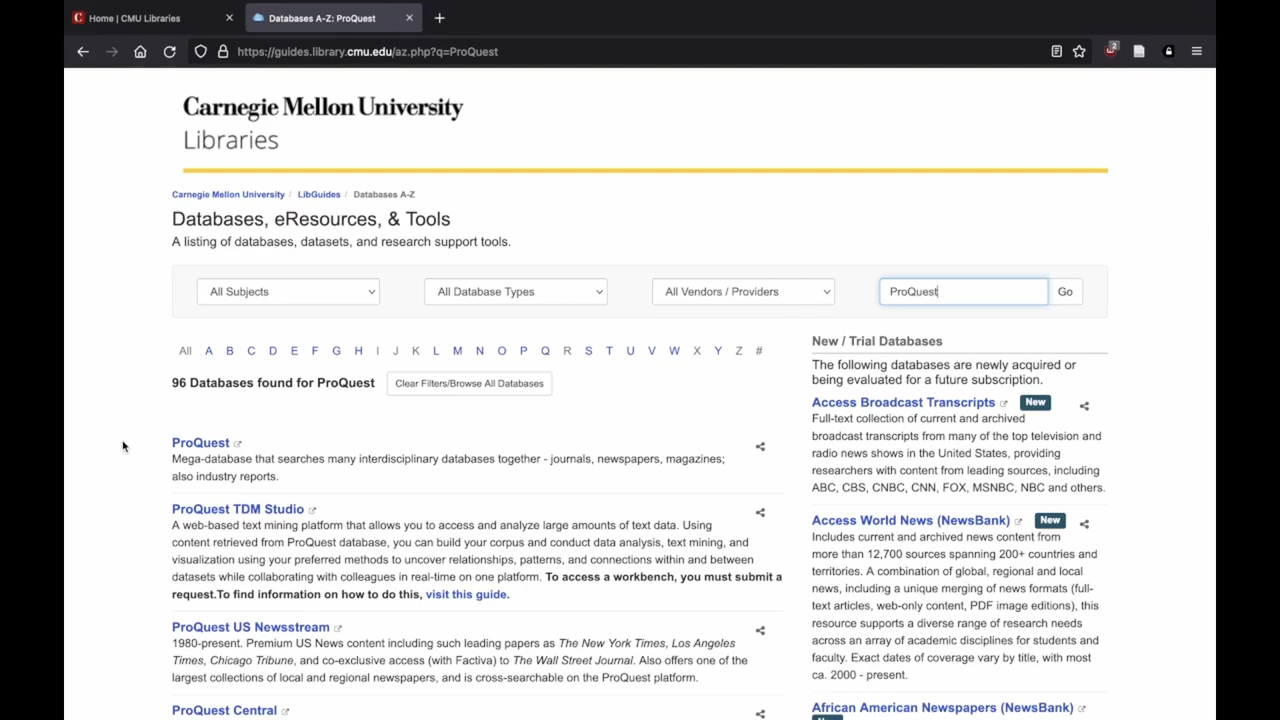 Home | CMU Libraries
Databases A-Z: ProQuest
https://guides.library.cmu.edu/az.php?q=ProQuest
2
Carnegie Mellon University
Libraries
Carnegie Mellon University / LibGuides / Databases A-Z
Databases, eResources, & Tools
A listing of databases, datasets, and research support tools.
All Subjects
All Database Types
All Vendors / Providers
ProQuest
Go
All A B C D E F G H I J K L M N O P Q R S T U V W X Y Z #
96 Databases found for ProQuest
Clear Filters/Browse All Databases
ProQuest
Mega-database that searches many interdisciplinary databases together - journals, newspapers, magazines;
also industry reports.
ProQuest TDM Studio
A web-based text mining platform that allows you to access and analyze large amounts of text data. Using
content retrieved from ProQuest database, you can build your corpus and conduct data analysis, text mining, and
visualization using your preferred methods to uncover relationships, patterns, and connections within and between
datasets while collaborating with colleagues in real-time on one platform. To access a workbench, you must submit a
request.To find information on how to do this, visit this guide.
ProQuest US Newsstream
1980-present. Premium US News content including such leading papers as The New York Times, Los Angeles
Times, Chicago Tribune, and co-exclusive access (with Factiva) to The Wall Street Journal. Also offers one of the
largest collections of local and regional newspapers, and is cross-searchable on the ProQuest platform.
ProQuest Central
New / Trial Databases
The following databases are newly acquired or
being evaluated for a future subscription.
Access Broadcast Transcripts New
Full-text collection of current and archived
broadcast transcripts from many of the top television and
radio news shows in the United States, providing
researchers with content from leading sources, including
ABC, CBS, CNBC, CNN, FOX, MSNBC, NBC and others.
Access World News (NewsBank) New
Includes current and archived news content from
more than 12,700 sources spanning 200+ countries and
territories. A combination of global, regional and local
news, including a unique merging of news formats (full-
text articles, web-only content, PDF image editions), this
resource supports a diverse range of research needs
across an array of academic disciplines for students and
faculty. Exact dates of coverage vary by title, with most
ca. 2000 - present.
African American Newspapers (NewsBank)